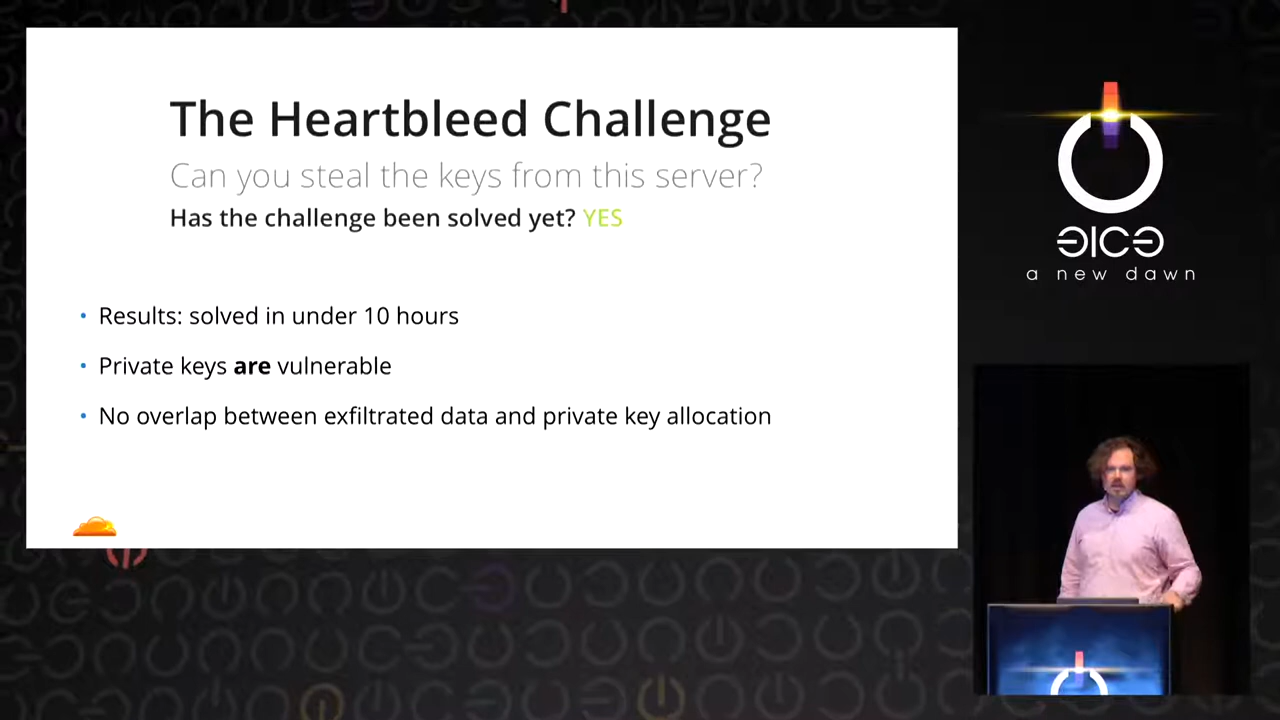 The Heartbleed Challenge
Can you steal the keys from this server?
Has the challenge been solved yet? YES
• Results: solved in under 10 hours
• Private keys are vulnerable
• No overlap between exfiltrated data and private key allocation
ƎICƎ
a new dawn